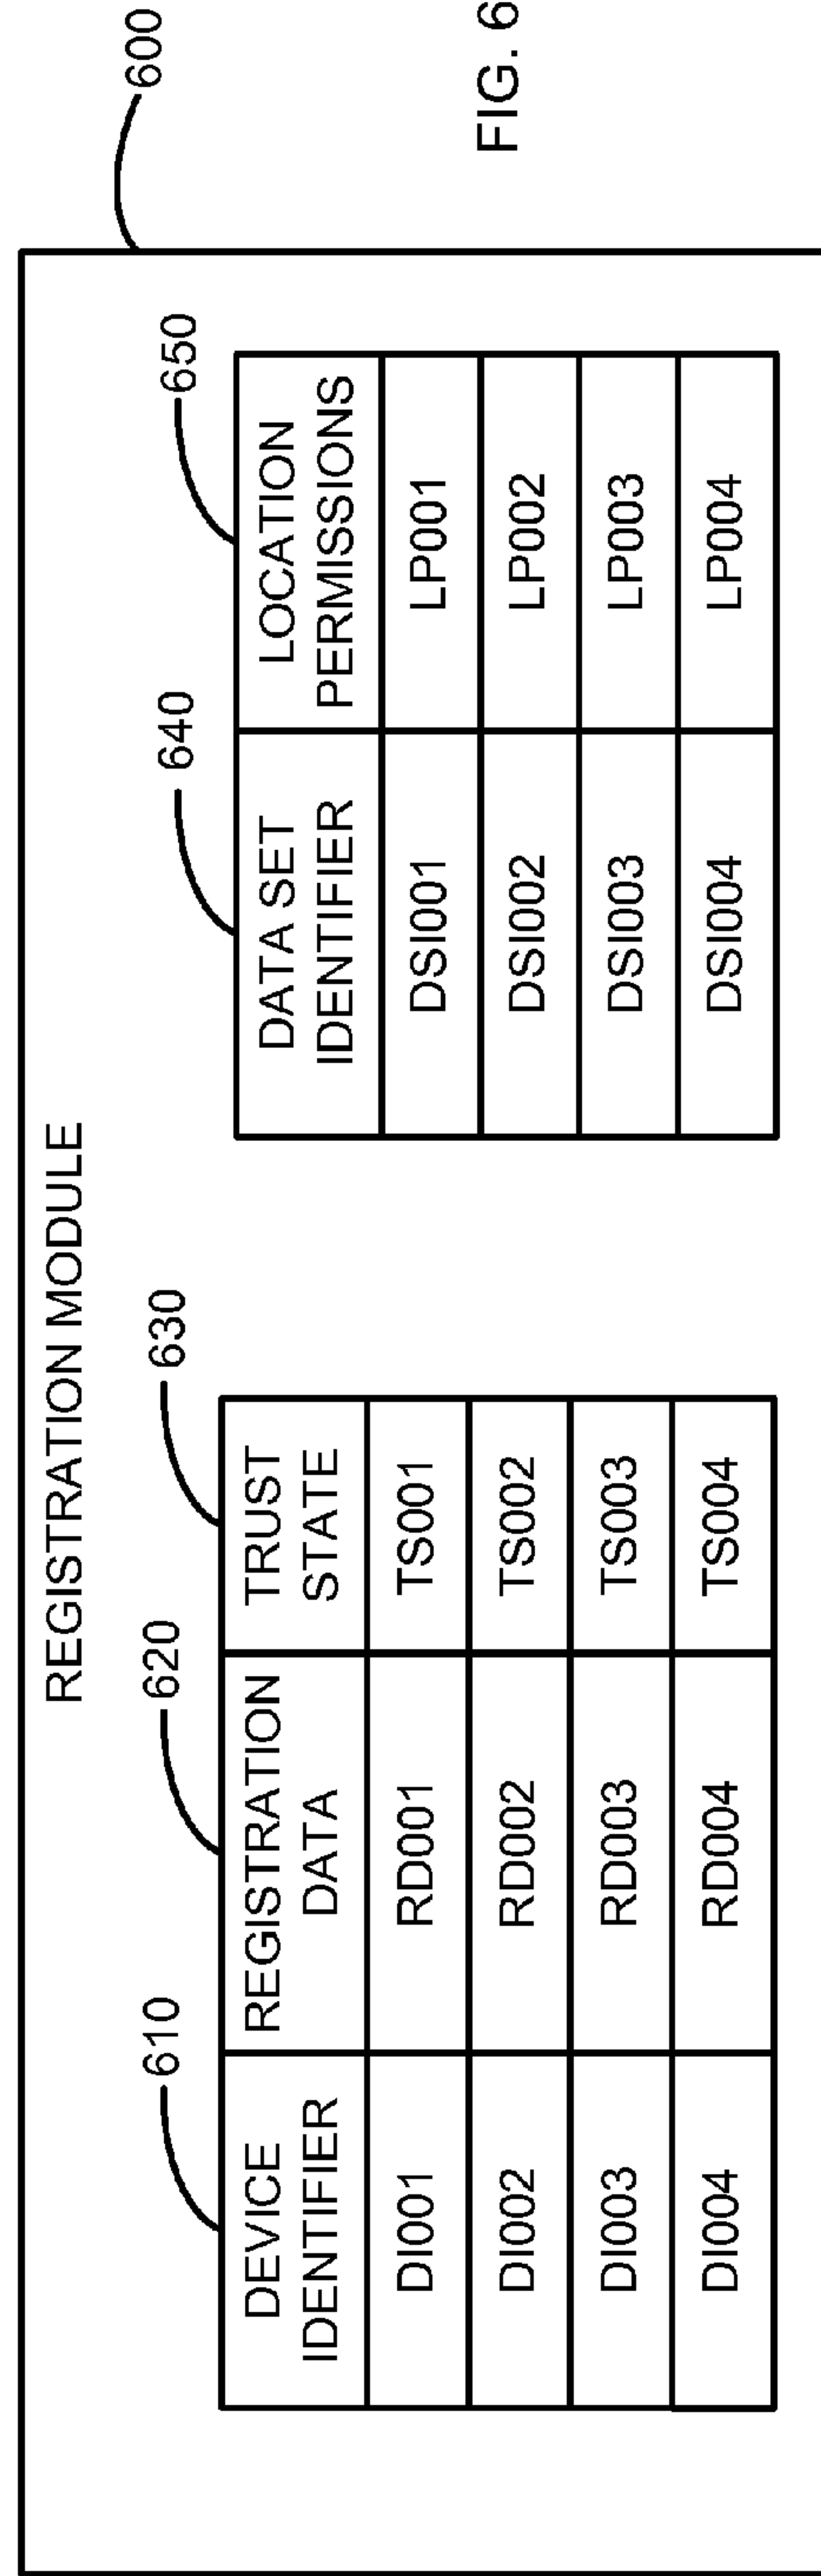 600
REGISTRATION MODULE
610
620
630
DEVICE IDENTIFIER REGISTRATION DATA TRUST STATE
DI001 RD001 TS001
DI002 RD002 TS002
DI003 RD003 TS003
DI004 RD004 TS004
640
650
DATA SET IDENTIFIER LOCATION PERMISSIONS
DSI001 LP001
DSI002 LP002
DSI003 LP003
DSI004 LP004
FIG. 6